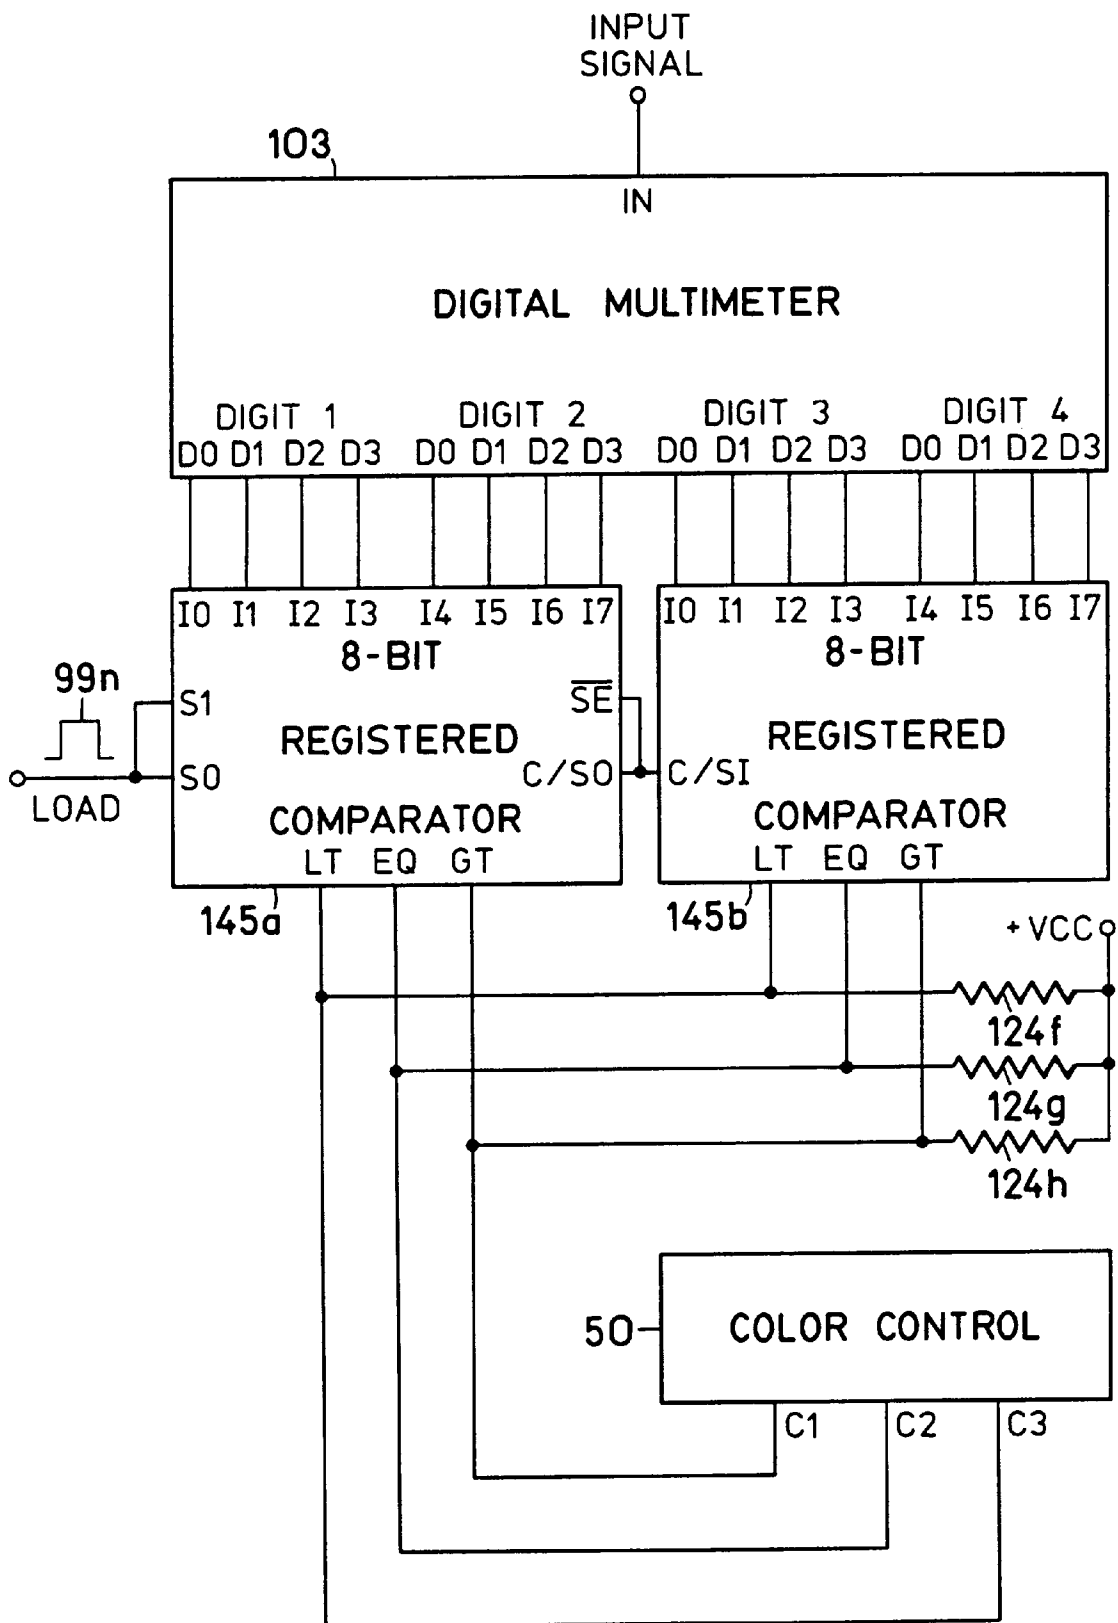 INPUT
SIGNAL
103
IN
DIGITAL MULTIMETER
DIGIT 1 DIGIT 2 DIGIT 3 DIGIT 4
D0 D1 D2 D3 D0 D1 D2 D3 D0 D1 D2 D3 D0 D1 D2 D3
I0 I1 I2 I3 I4 I5 I6 I7 I0 I1 I2 I3 I4 I5 I6 I7
8-BIT 8-BIT
99n S1 SE
REGISTERED REGISTERED
S0 C/SO C/SI
LOAD
COMPARATOR COMPARATOR
LT EQ GT LT EQ GT
145a 145b
+VCC
124f
124g
124h
50 COLOR CONTROL
C1 C2 C3